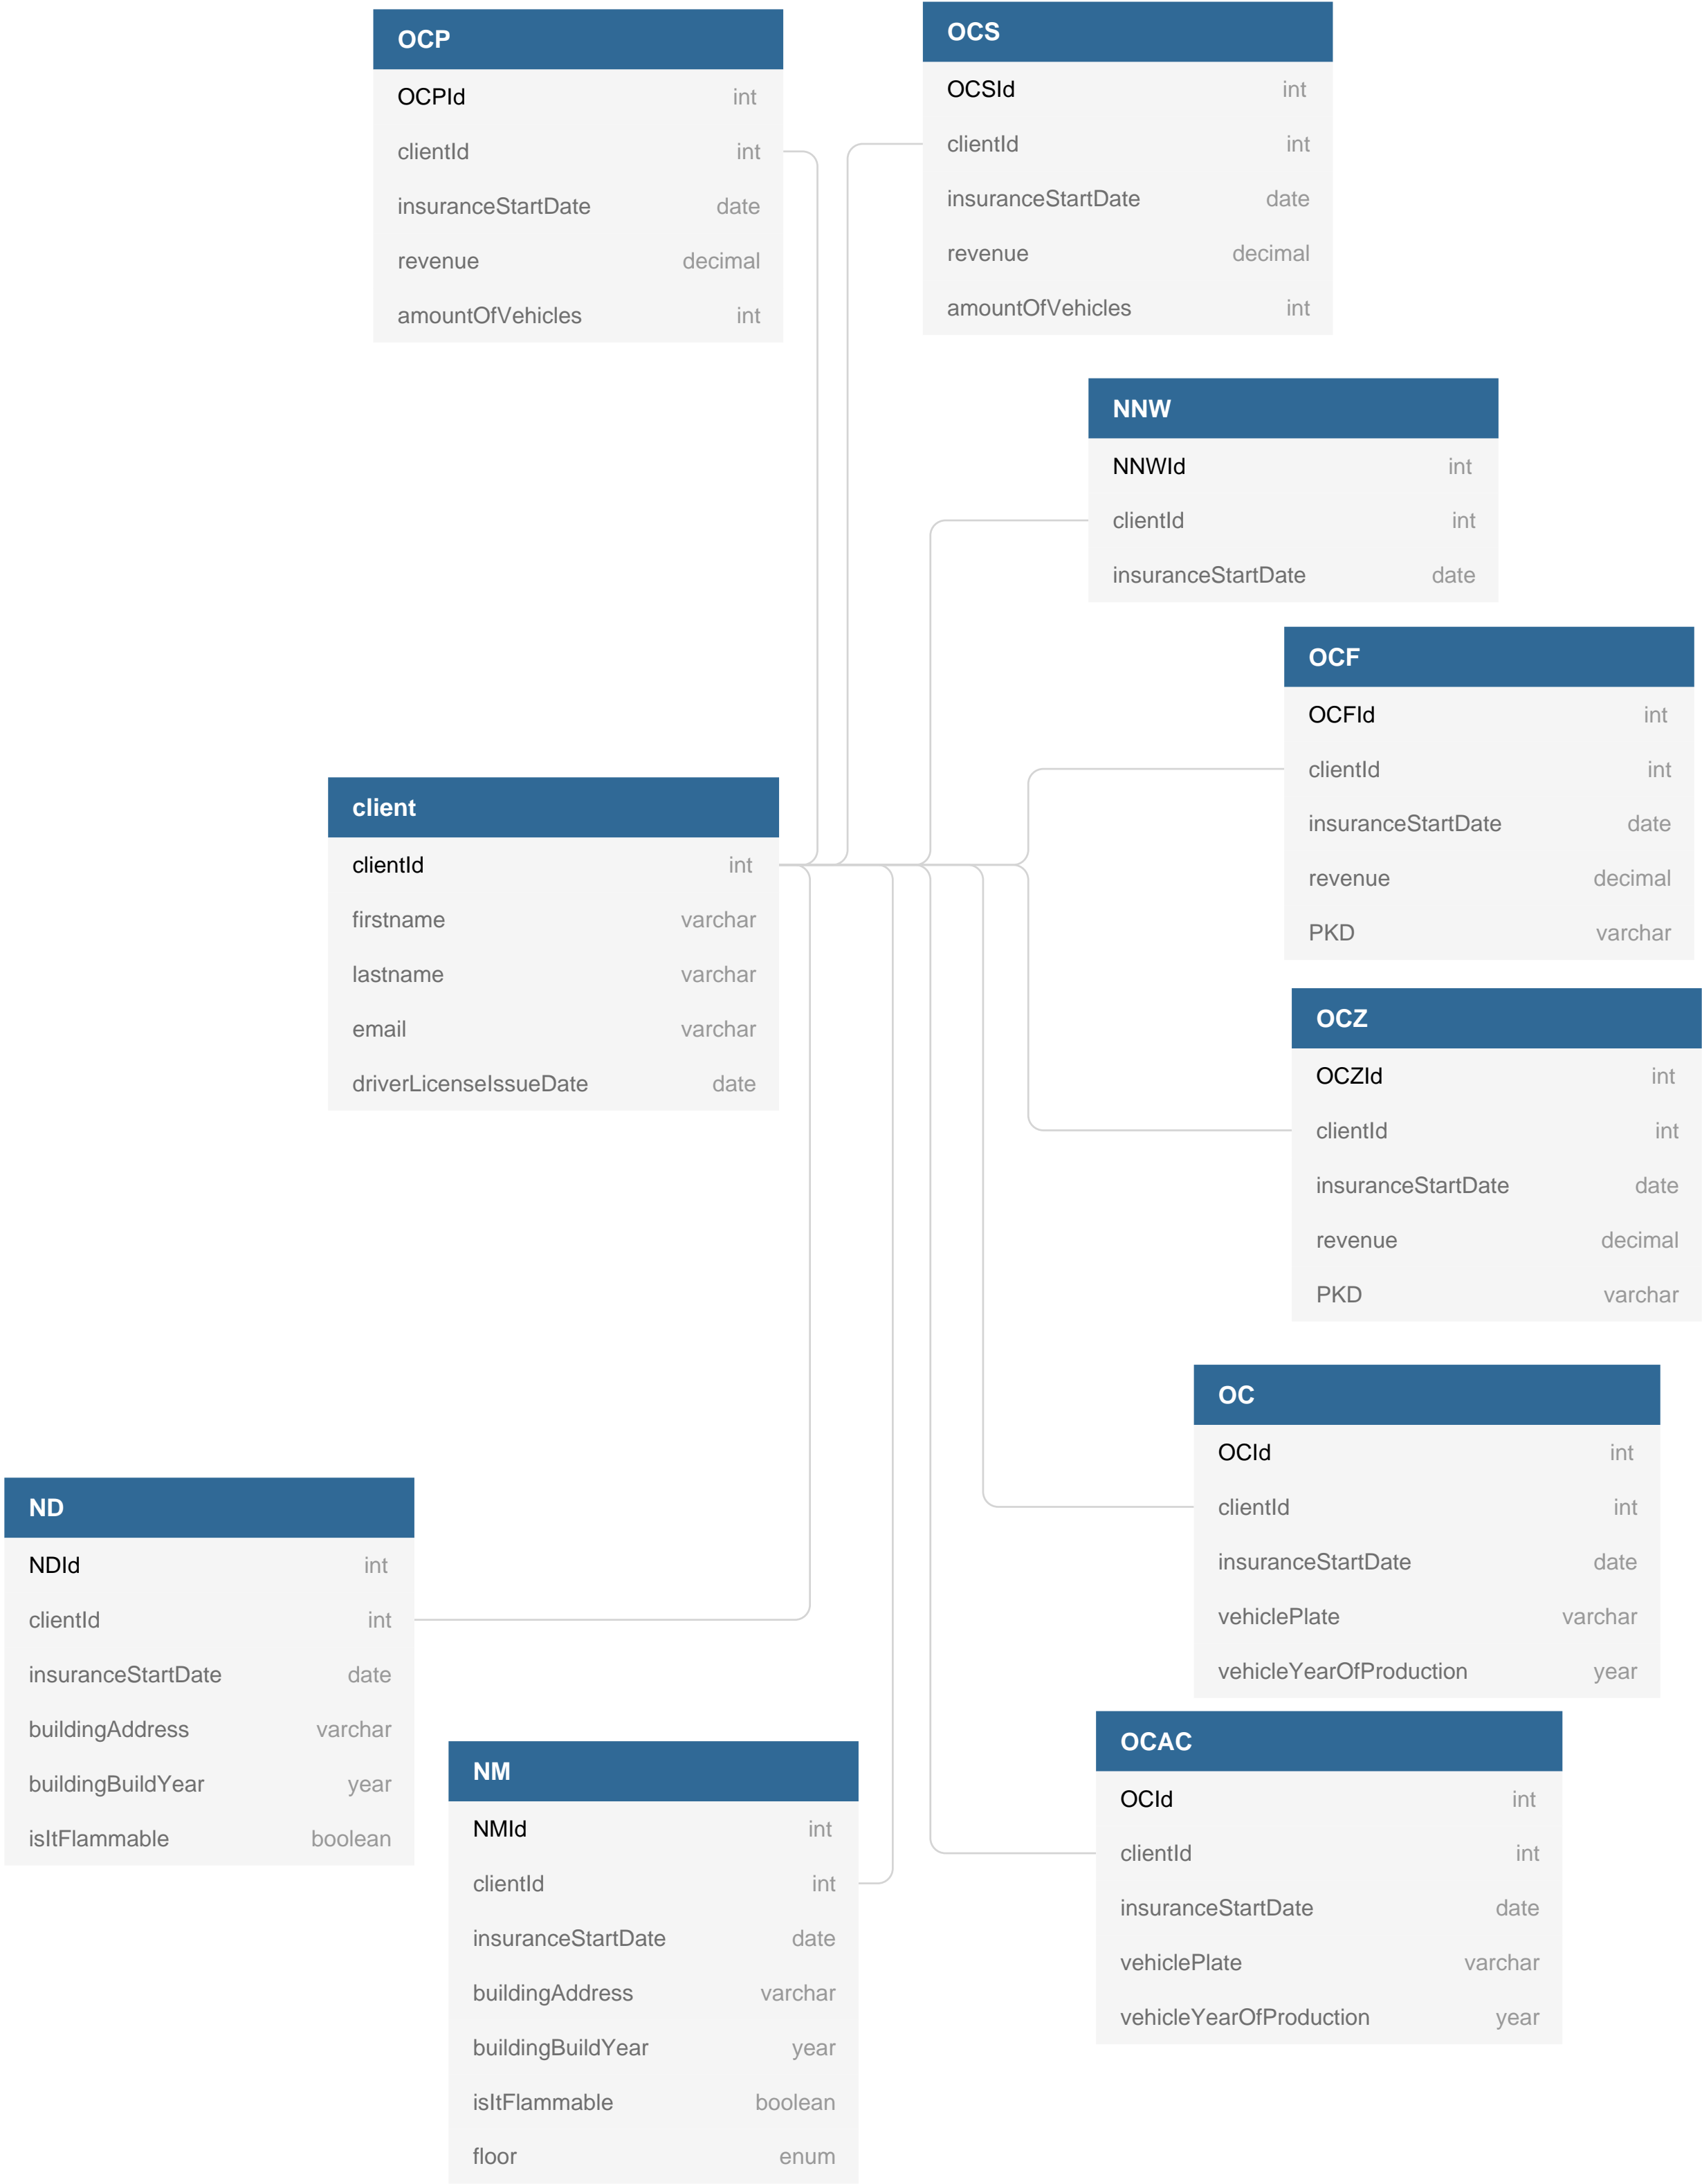 OCP
OCPId int
clientId int
insuranceStartDate date
revenue decimal
amountOfVehicles int
OCS
OCSId int
clientId int
insuranceStartDate date
revenue decimal
amountOfVehicles int
NNW
NNWId int
clientId int
insuranceStartDate date
OCF
OCFId int
clientId int
insuranceStartDate date
revenue decimal
PKD varchar
client
clientId int
firstname varchar
lastname varchar
email varchar
driverLicenseIssueDate date
OCZ
OCZId int
clientId int
insuranceStartDate date
revenue decimal
PKD varchar
OC
OCId int
clientId int
insuranceStartDate date
vehiclePlate varchar
vehicleYearOfProduction year
ND
NDId int
clientId int
insuranceStartDate date
buildingAddress varchar
buildingBuildYear year
isItFlammable boolean
NM
NMId int
clientId int
insuranceStartDate date
buildingAddress varchar
buildingBuildYear year
isItFlammable boolean
floor enum
OCAC
OCId int
clientId int
insuranceStartDate date
vehiclePlate varchar
vehicleYearOfProduction year